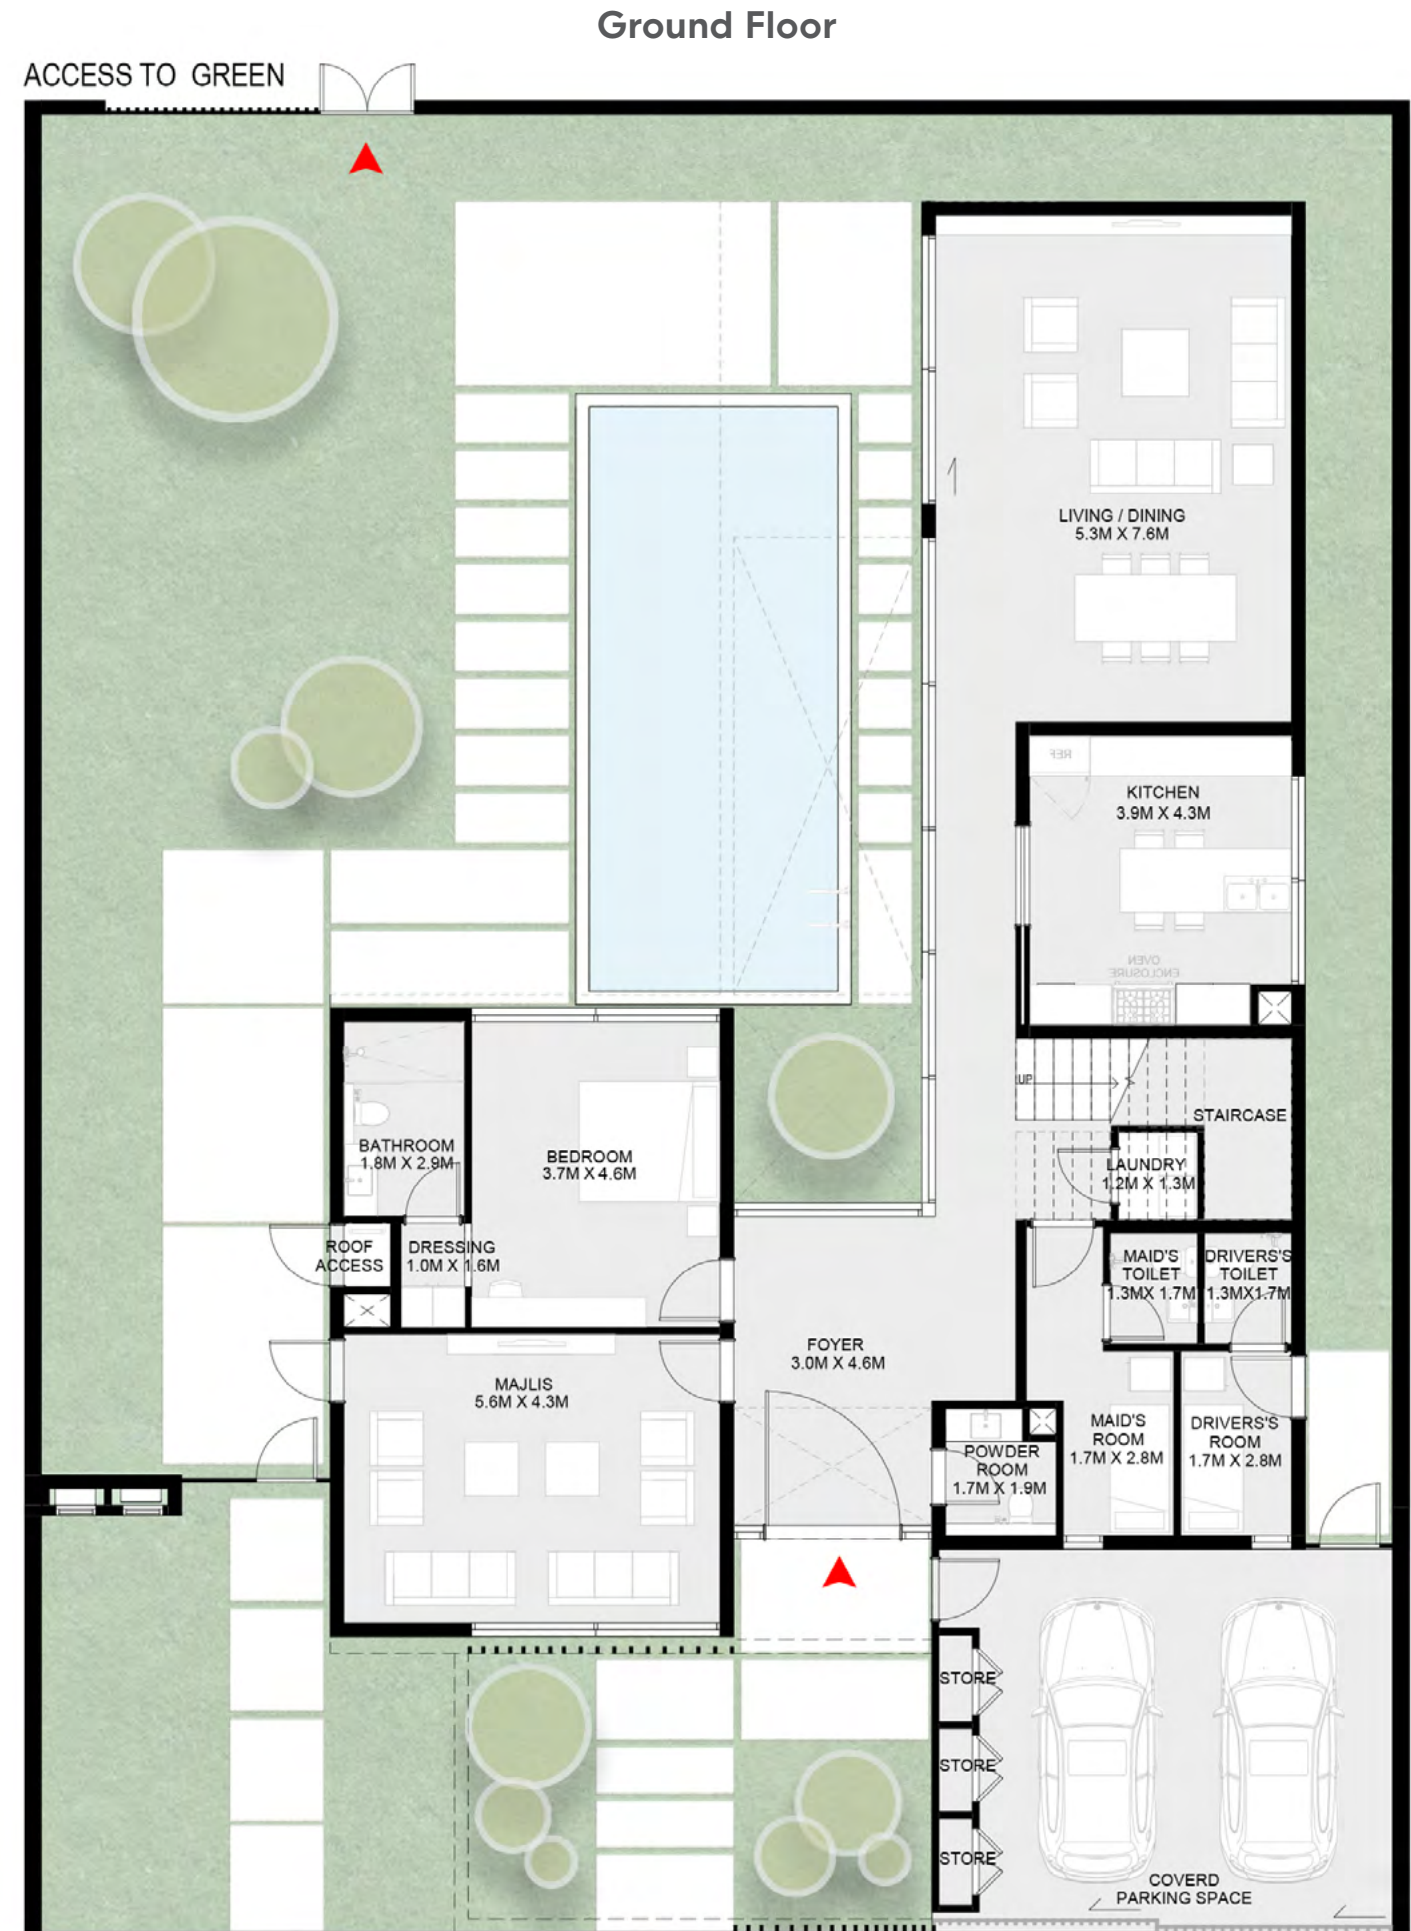 Ground Floor
ACCESS TO GREEN
LIVING / DINING
5.3M X 7.6M
REF
KITCHEN
3.9M X 4.3M
OVEN
ENCLOSURE
UP
STAIRCASE
BATHROOM
1.8M X 2.9M
BEDROOM
3.7M X 4.6M
LAUNDRY
1.2M X 1.3M
ROOF
ACCESS
DRESSING
1.0M X 1.6M
MAID'S
TOILET
1.3MX 1.7M
DRIVERS'S
TOILET
1.3MX1.7M
FOYER
3.0M X 4.6M
MAJLIS
5.6M X 4.3M
MAID'S
ROOM
1.7M X 2.8M
DRIVERS'S
ROOM
1.7M X 2.8M
POWDER
ROOM
1.7M X 1.9M
STORE
STORE
STORE
COVERD
PARKING SPACE